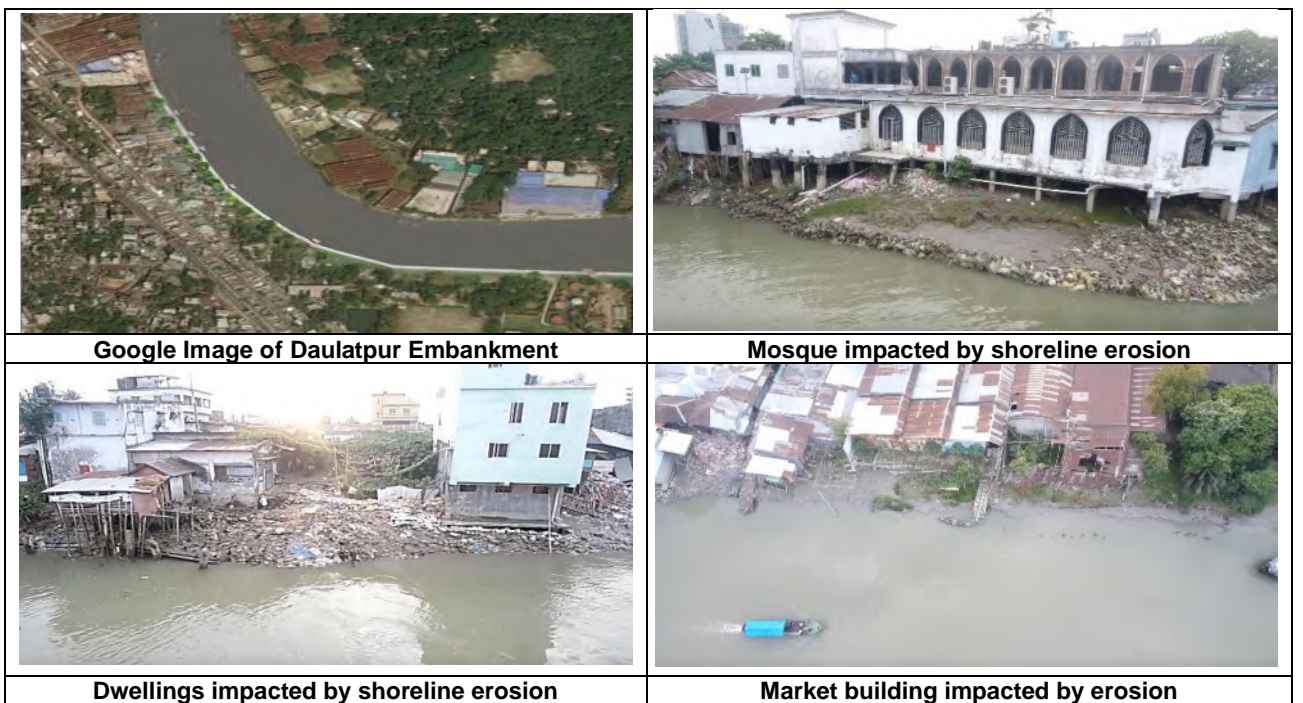 Google Image of Daulatpur Embankment
Mosque impacted by shoreline erosion
Dwellings impacted by shoreline erosion
Market building impacted by erosion